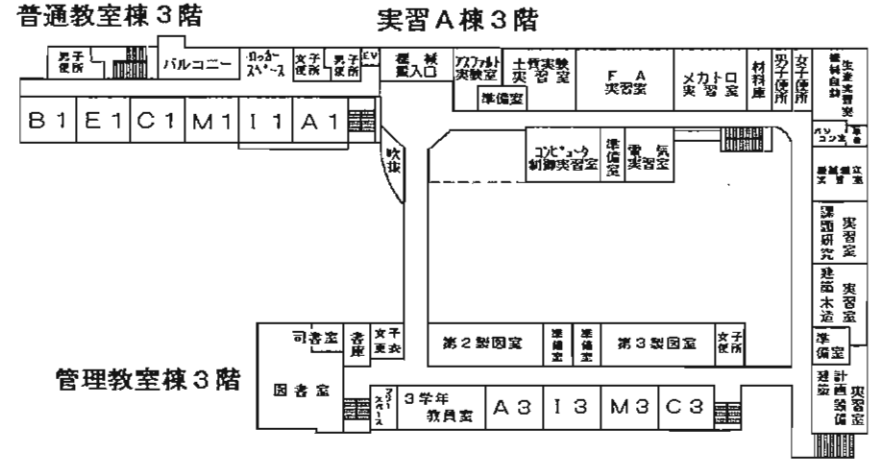 普通教室棟３階
実習Ａ棟３階
男子
便所
バルコニー
ロッカー
スペース
女子
便所
男子
便所
ＥＶ
機械
搬入口
アスファルト
実験室
土質実験
実習室
準備室
ＦＡ
実習室
メカトロ
実習室
材料庫
男子便所
女子便所
生産実習室
Ｂ１
Ｅ１
Ｃ１
Ｍ１
Ｉ１
Ａ１
吹抜
コンピュータ
制御実習室
準備室
電気
実習室
パソ
コン室
課題研究
実習室
建築木造
実習室
準
備室
建築
計画設備
実習室
司書室
書庫
女子
更衣
第２製図室
準備室
準備室
第３製図室
女子
便所
管理教室棟３階
図書室
フリー
スペース
３学年
教員室
Ａ３
Ｉ３
Ｍ３
Ｃ３